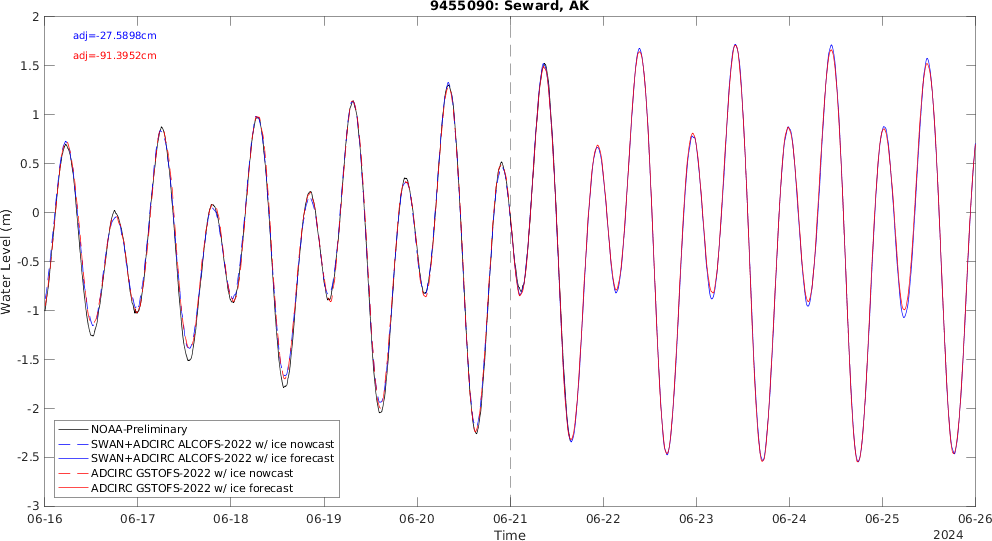 9455090: Seward, AK
adj=-27.5898cm
adj=-91.3952cm
Water Level (m)
2
1.5
1
0.5
0
-0.5
-1
-1.5
-2
-2.5
-3
NOAA-Preliminary
SWAN+ADCIRC ALCOFS-2022 w/ ice nowcast
SWAN+ADCIRC ALCOFS-2022 w/ ice forecast
ADCIRC GSTOFS-2022 w/ ice nowcast
ADCIRC GSTOFS-2022 w/ ice forecast
06-16 06-17 06-18 06-19 06-20 06-21 06-22 06-23 06-24 06-25 06-26
Time
2024